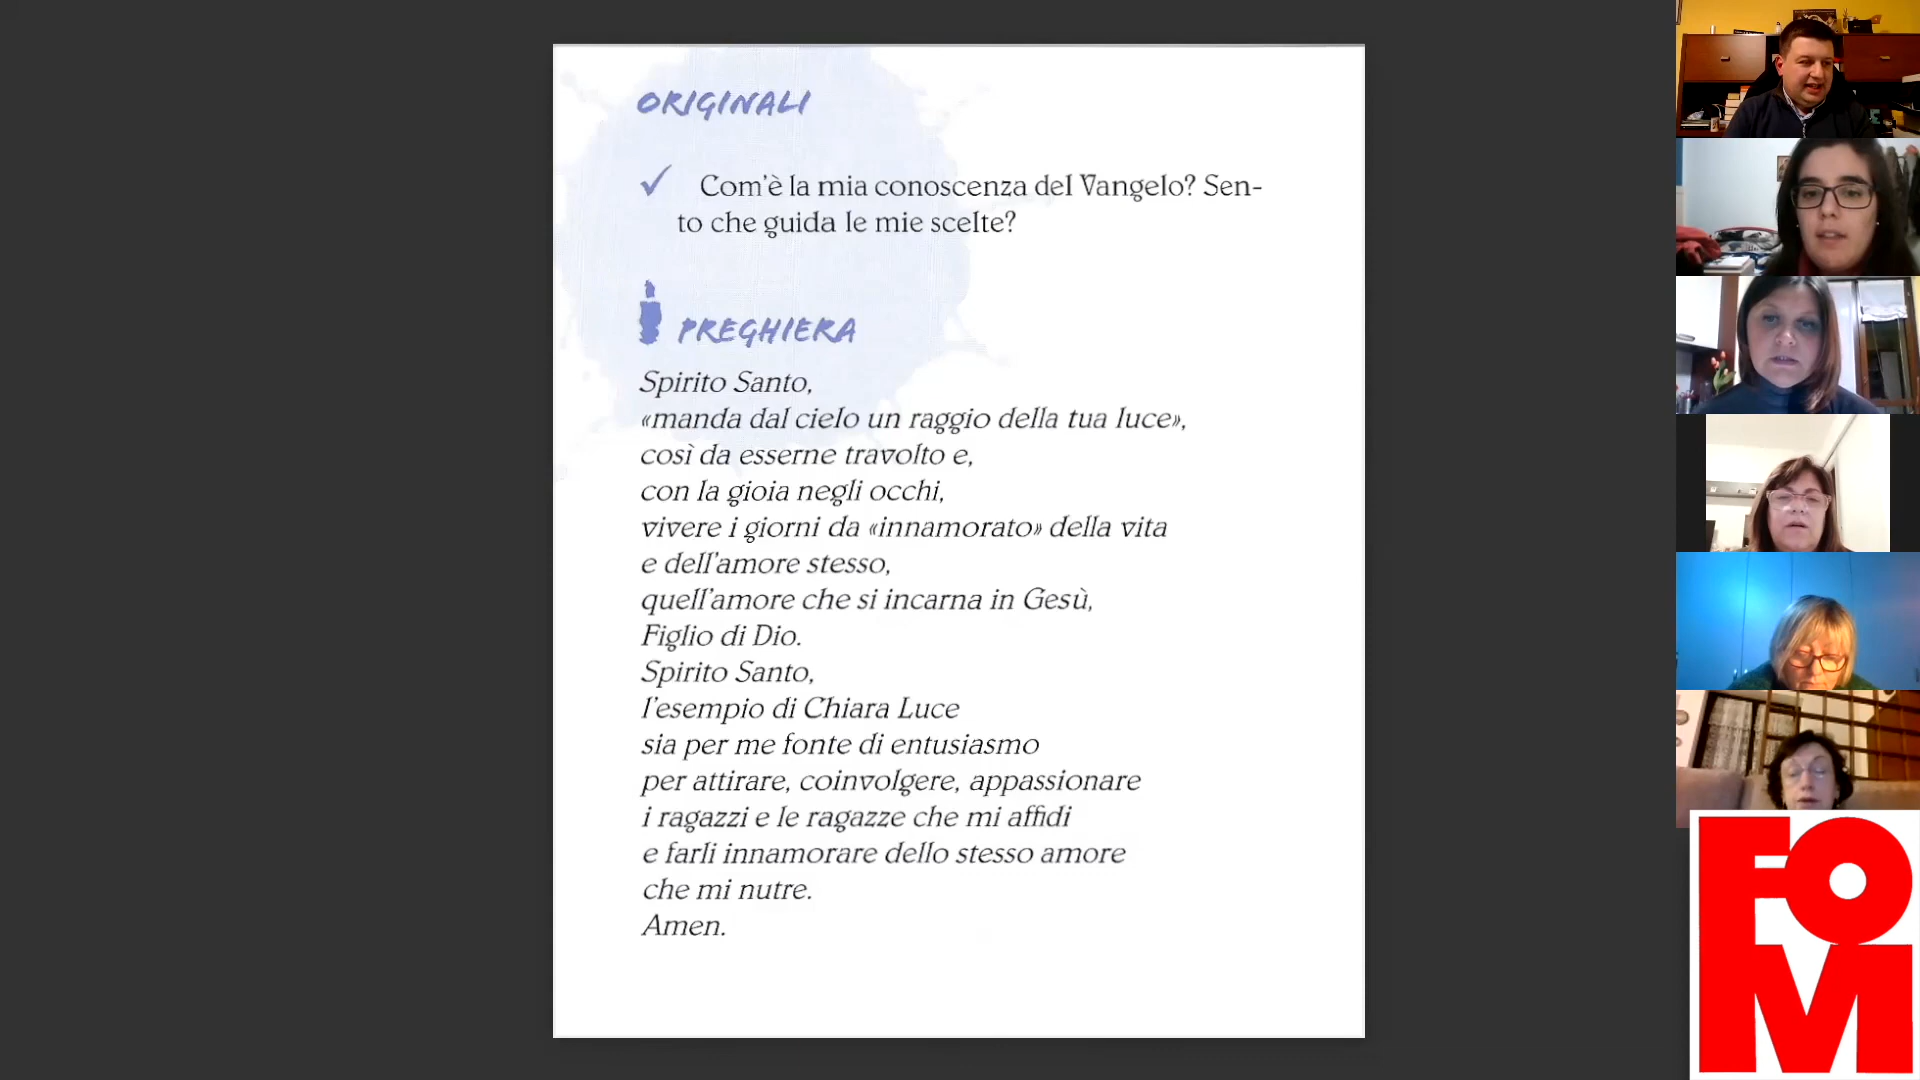 ORIGINALI
✓ Com'è la mia conoscenza del Vangelo? Sen-
to che guida le mie scelte?
PREGHIERA
Spirito Santo,
«manda dal cielo un raggio della tua luce»,
così da esserne travolto e,
con la gioia negli occhi,
vivere i giorni da «innamorato» della vita
e dell'amore stesso,
quell'amore che si incarna in Gesù,
Figlio di Dio.
Spirito Santo,
l'esempio di Chiara Luce
sia per me fonte di entusiasmo
per attirare, coinvolgere, appassionare
i ragazzi e le ragazze che mi affidi
e farli innamorare dello stesso amore
che mi nutre.
Amen.
FOM